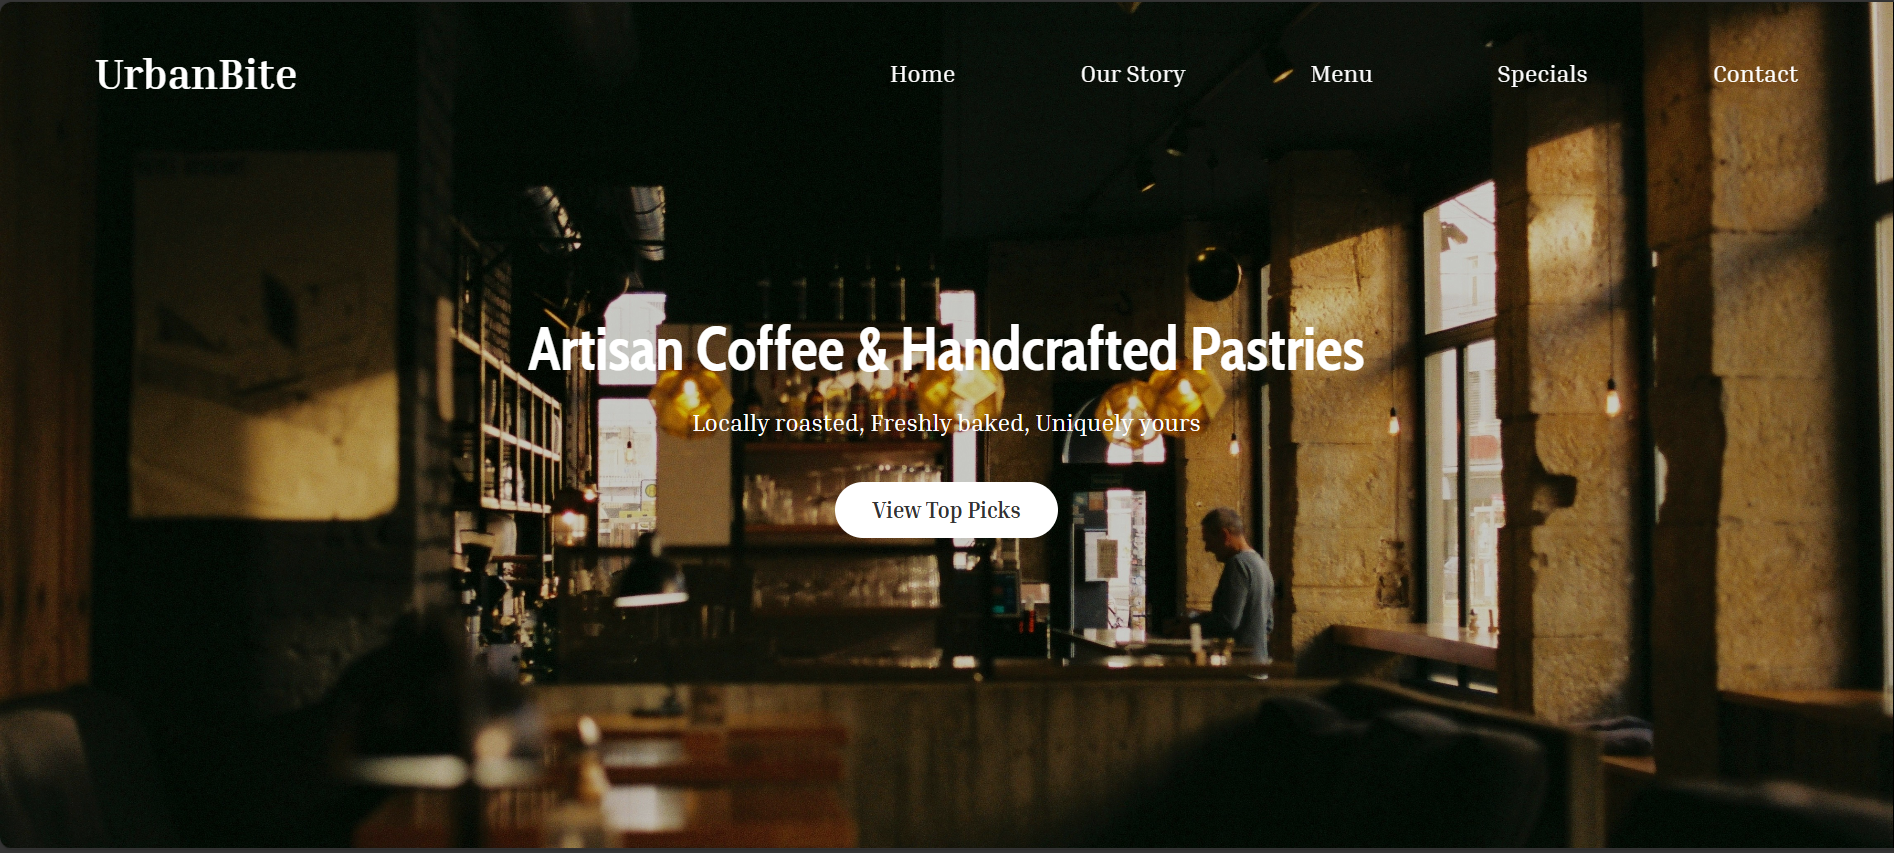 UrbanBite
Home Our Story Menu Specials Contact
Artisan Coffee & Handcrafted Pastries
Locally roasted, Freshly baked, Uniquely yours
View Top Picks